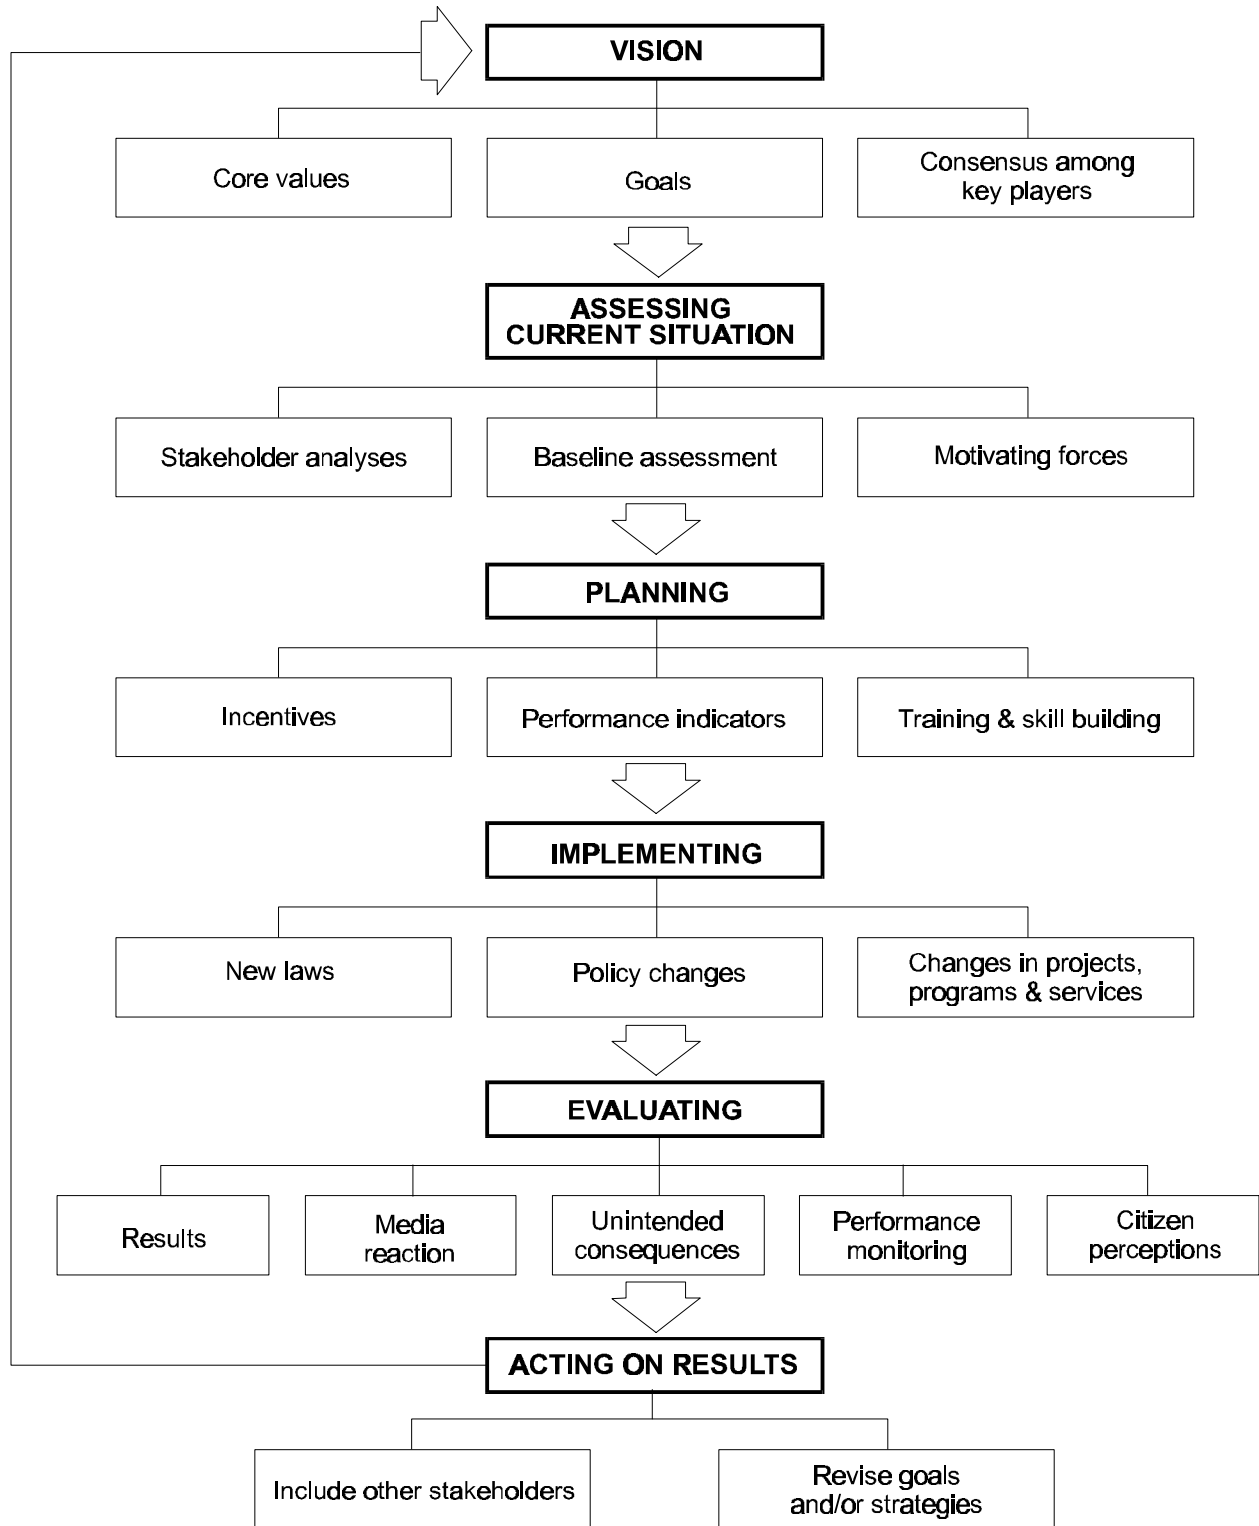 VISION
Core values
Goals
Consensus among
key players
ASSESSING
CURRENT SITUATION
Stakeholder analyses
Baseline assessment
Motivating forces
PLANNING
Incentives
Performance indicators
Training & skill building
IMPLEMENTING
New laws
Policy changes
Changes in projects,
programs & services
EVALUATING
Results
Media
reaction
Unintended
consequences
Performance
monitoring
Citizen
perceptions
ACTING ON RESULTS
Include other stakeholders
Revise goals
and/or strategies